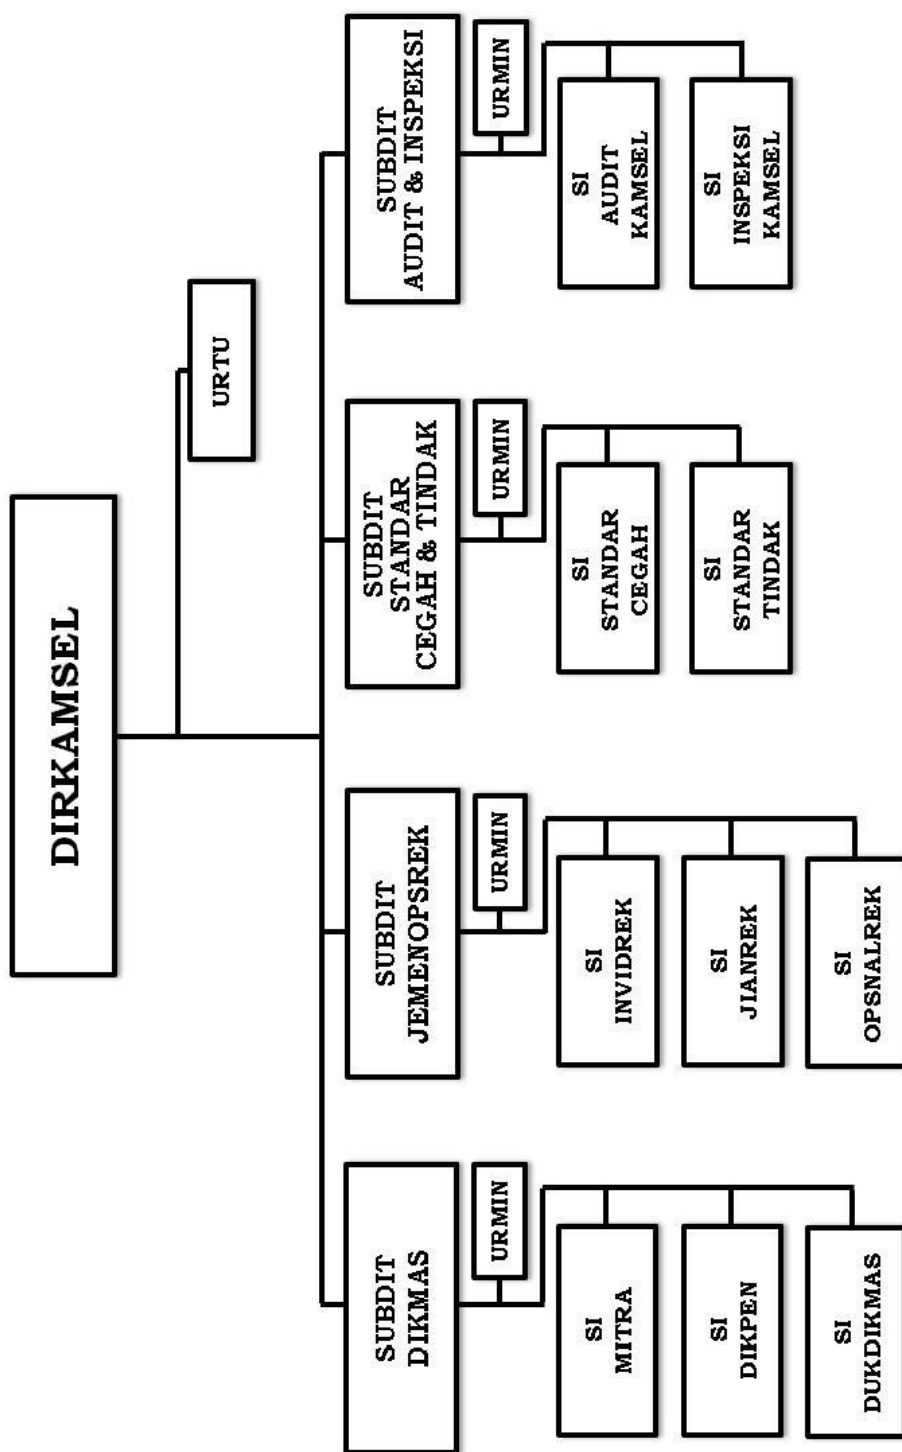 DIRKAMSEL
URTU
SUBDIT
DIKMAS
SUBDIT
JEMENOPSREK
SUBDIT
STANDAR
CEGAH & TINDAK
SUBDIT
AUDIT & INSPEKSI
URMIN
URMIN
URMIN
URMIN
SI
MITRA
SI
INVIDREK
SI
STANDAR
CEGAH
SI
AUDIT
KAMSEL
SI
DIKPEN
SI
JIANREK
SI
STANDAR
TINDAK
SI
INSPEKSI
KAMSEL
SI
DUKDIKMAS
SI
OPSNALREK